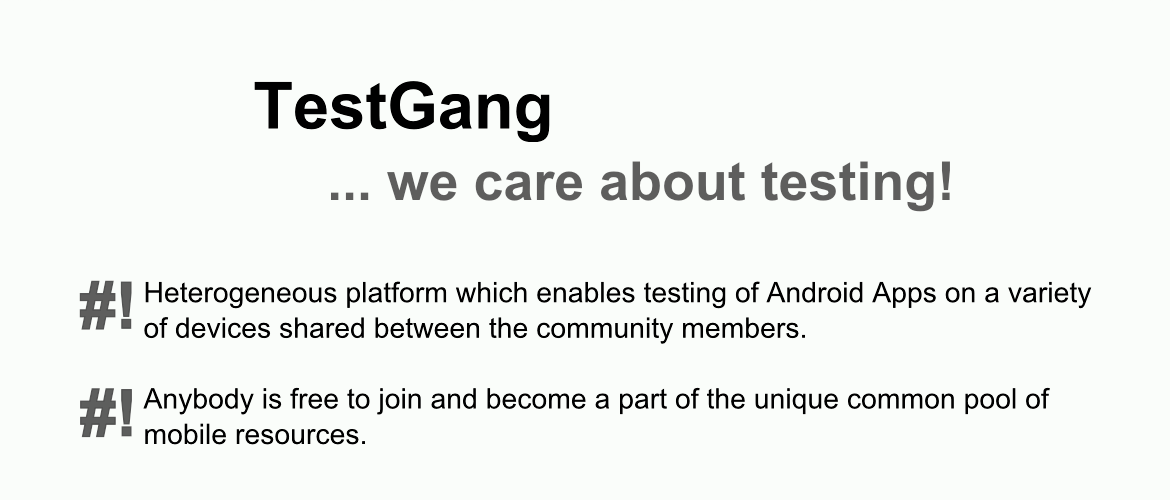 TestGang
... we care about testing!
#! Heterogeneous platform which enables testing of Android Apps on a variety
of devices shared between the community members.
#! Anybody is free to join and become a part of the unique common pool of
mobile resources.